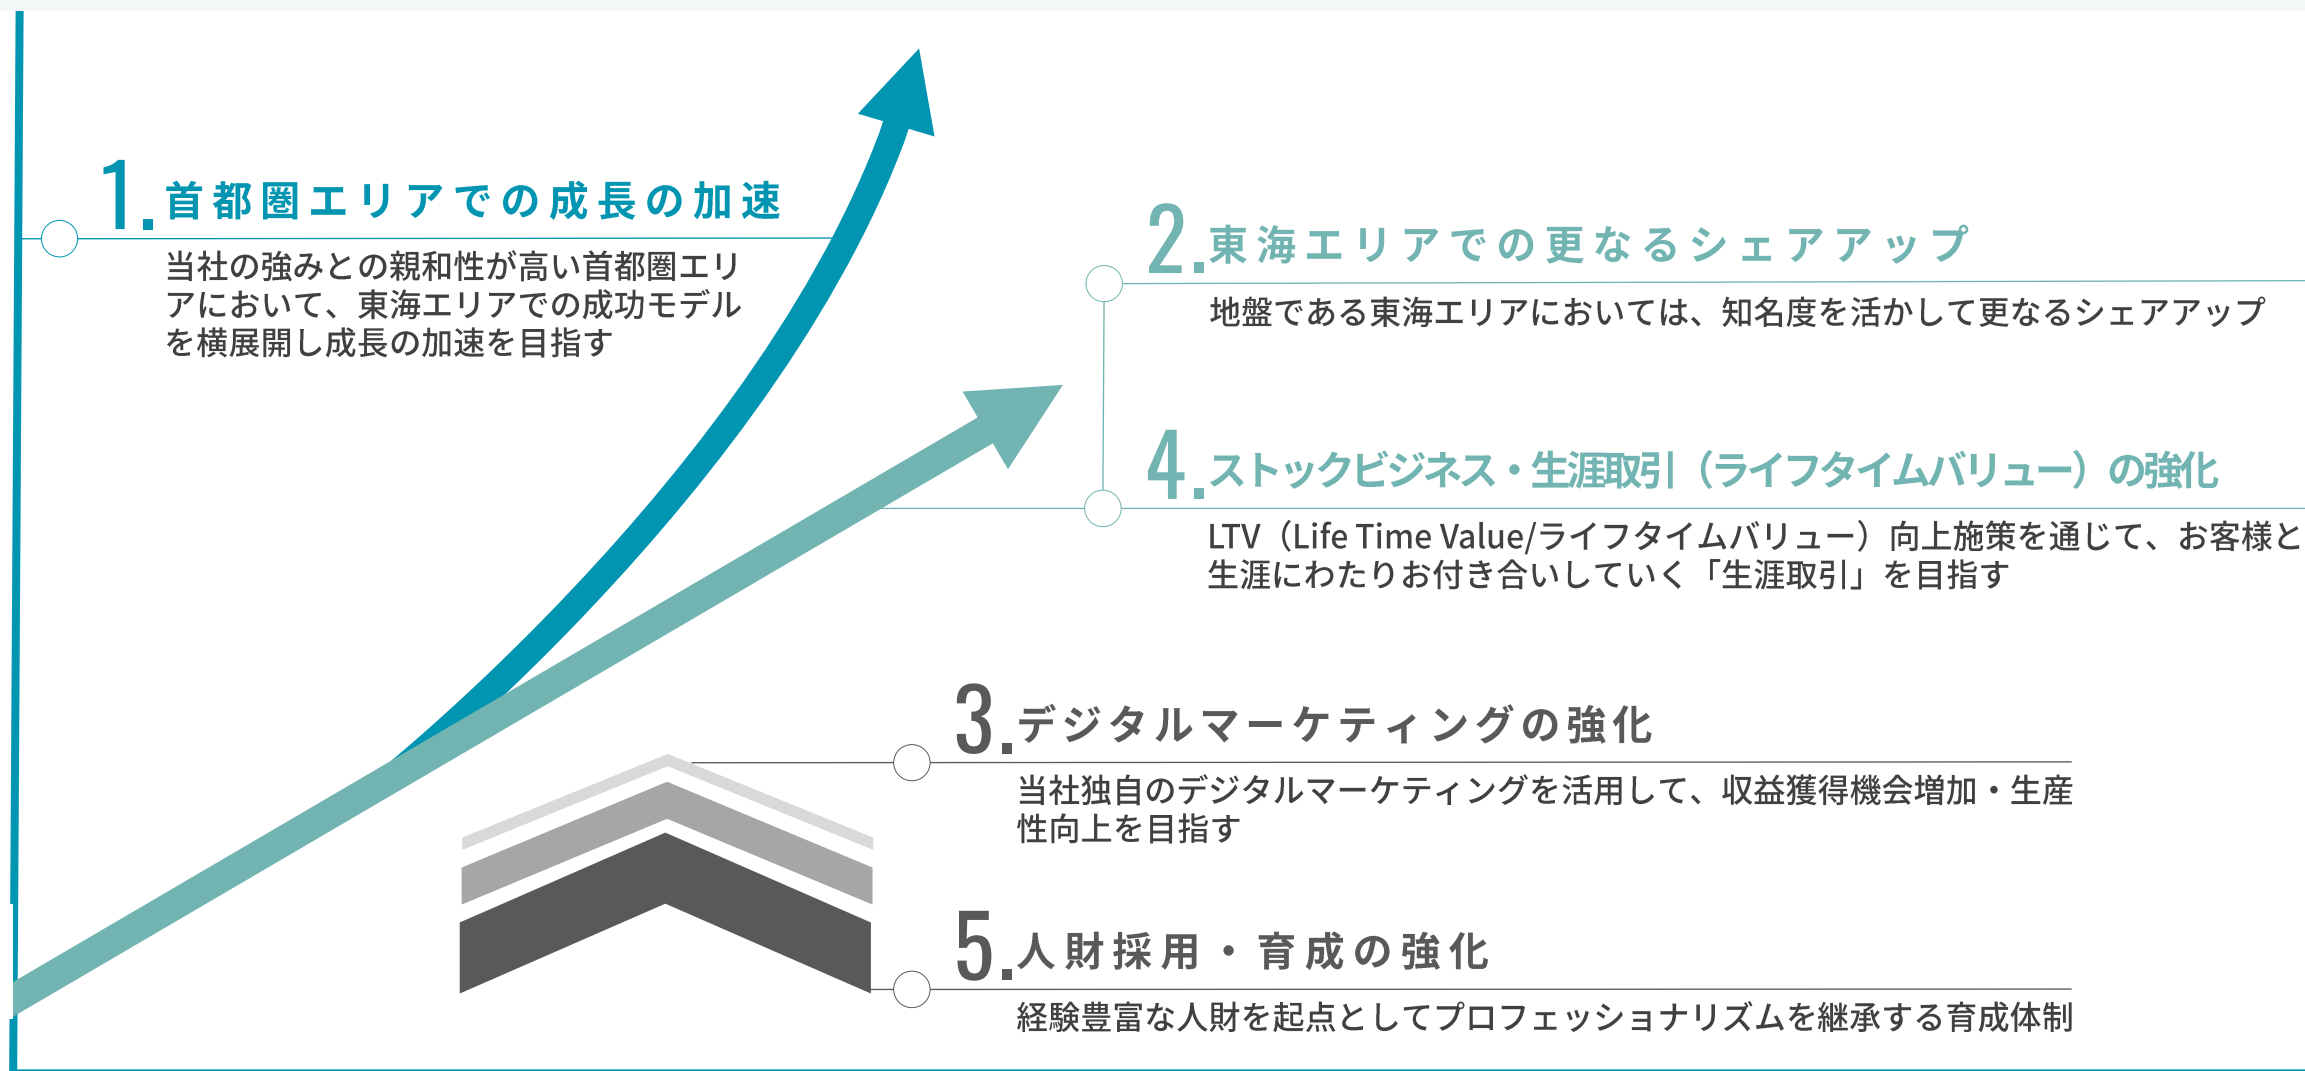 1.首都圏エリアでの成長の加速
当社の強みとの親和性が高い首都圏エリ
アにおいて、東海エリアでの成功モデル
を横展開し成長の加速を目指す
2.東海エリアでの更なるシェアアップ
地盤である東海エリアにおいては、知名度を活かして更なるシェアアップ
4.ストックビジネス・生涯取引（ライフタイムバリュー）の強化
LTV（Life Time Value/ライフタイムバリュー）向上施策を通じて、お客様と
生涯にわたりお付き合いしていく「生涯取引」を目指す
3.デジタルマーケティングの強化
当社独自のデジタルマーケティングを活用して、収益獲得機会増加・生産
性向上を目指す
5.人財採用・育成の強化
経験豊富な人財を起点としてプロフェッショナリズムを継承する育成体制